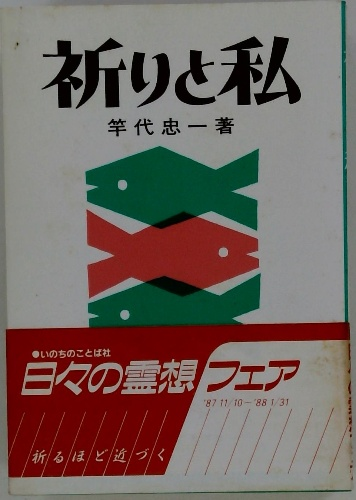 祈りと私
竿代忠一著
●いのちのことば社
日々の霊想フェア
'87 11/10~'88 1/31
祈るほど近づく